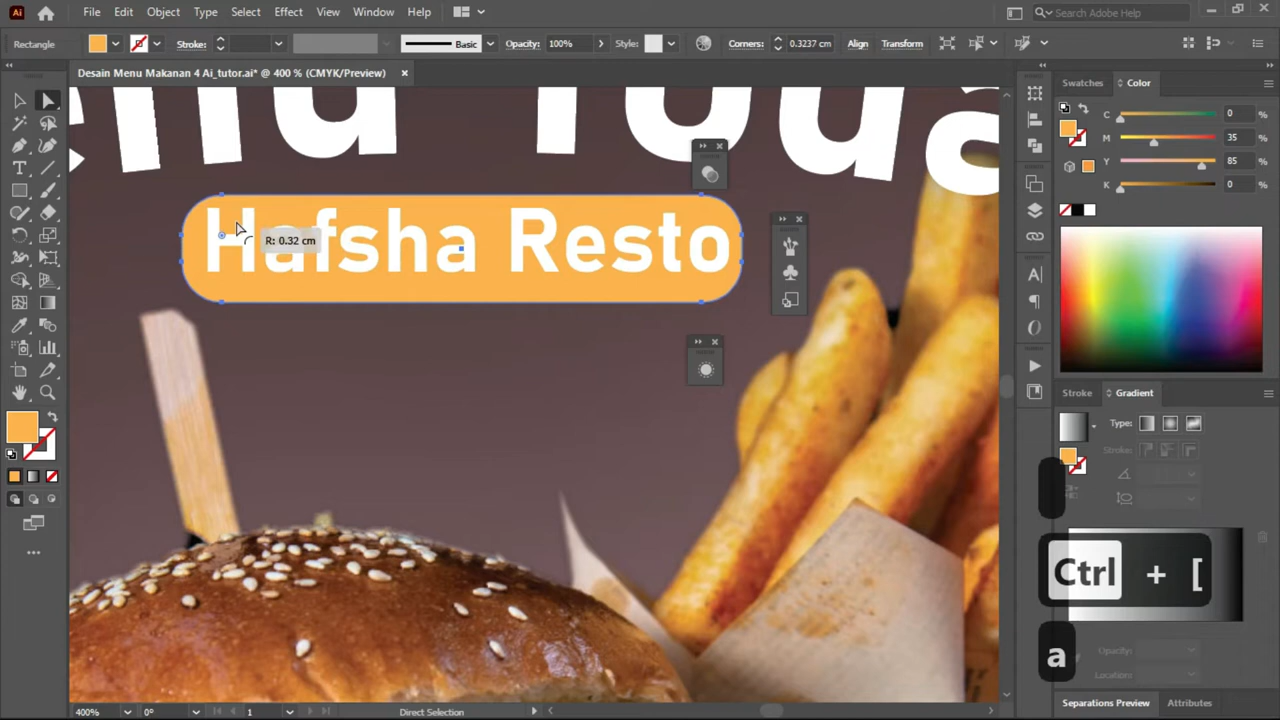 Ai File Edit Object Type Select Effect View Window Help Search Adobe Help
Rectangle Stroke: Basic Opacity: 100% Style: Corners: 0.3237 cm Align Transform
Desain Menu Makanan 4 Ai_tutor.ai* @ 400 % (CMYK/Preview)
Swatches Color
C 0
M 35
Y 85
K 0
Hafsha Resto
R: 0.32 cm
Stroke Gradient
Type:
Stroke:
Ctrl + [
a
Opacity:
Location:
Separations Preview Attributes
400% 0° 1 Direct Selection